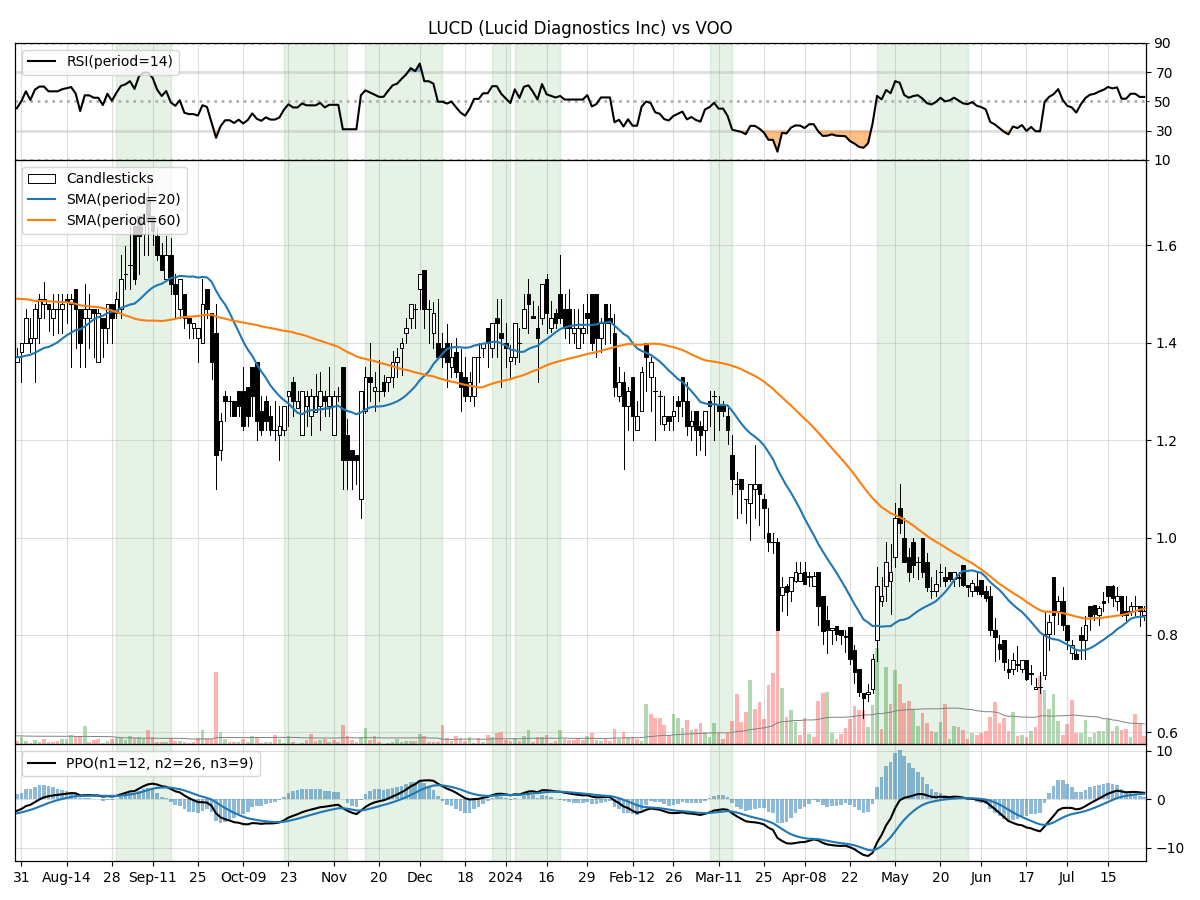 LUCD (Lucid Diagnostics Inc) vs VOO
RSI(period=14)
90
70
50
30
10
Candlesticks
SMA(period=20)
SMA(period=60)
1.6
1.4
1.2
1.0
0.8
0.6
PPO(n1=12, n2=26, n3=9)
10
0
−10
31 Aug-14 28 Sep-11 25 Oct-09 23 Nov 20 Dec 18 2024 16 29 Feb-12 26 Mar-11 25 Apr-08 22 May 20 Jun 17 Jul 15